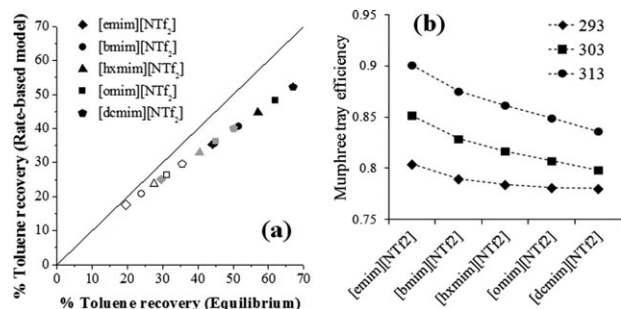 (a)
[emim][NTf2]
[bmim][NTf2]
[hxmim][NTf2]
[omim][NTf2]
[dcmim][NTf2]
% Toluene recovery (Rate-based model)
70
60
50
40
30
20
10
0
0 10 20 30 40 50 60 70
% Toluene recovery (Equilibrium)
(a)
(b)
293
303
313
Murphree tray efficiency
0.95
0.9
0.85
0.8
0.75
[emim][NTf2]
[bmim][NTf2]
[hxmim][NTf2]
[omim][NTf2]
[dcmim][NTf2]